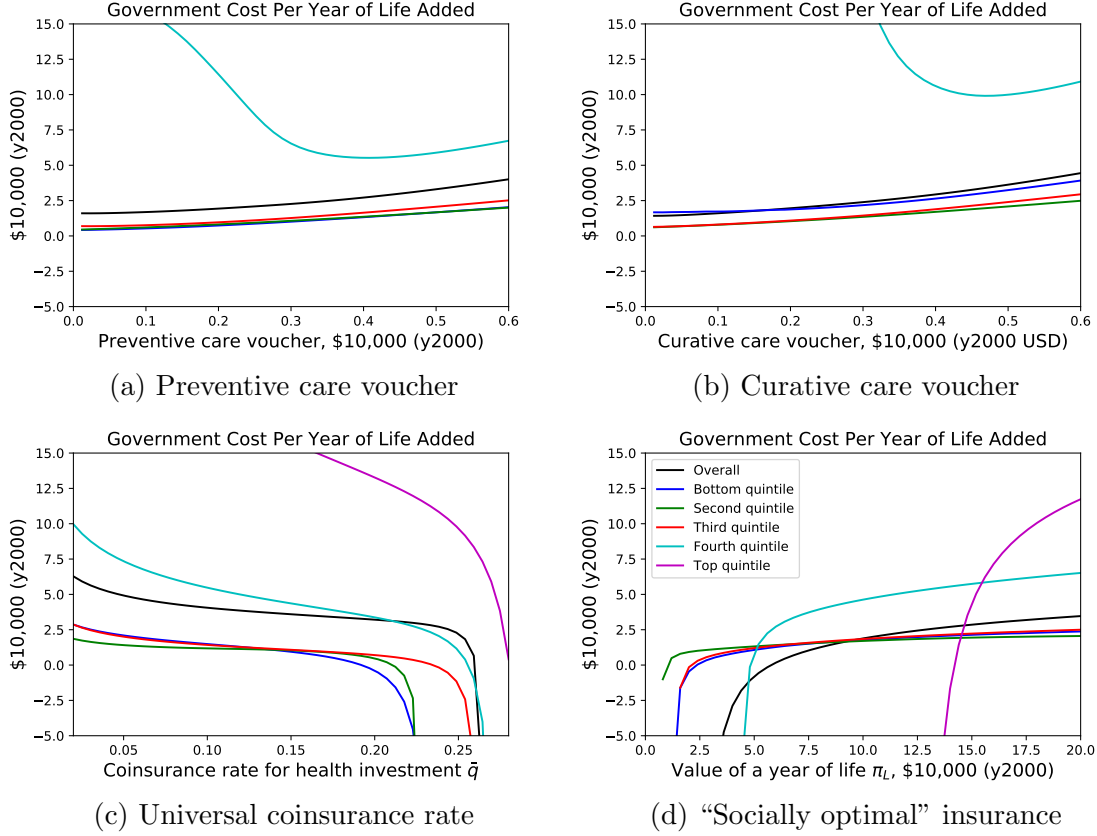 Government Cost Per Year of Life Added
15.0
12.5
10.0
7.5
5.0
2.5
0.0
−2.5
−5.0
$10,000 (y2000)
0.0 0.1 0.2 0.3 0.4 0.5 0.6
Preventive care voucher, $10,000 (y2000)
(a) Preventive care voucher
Government Cost Per Year of Life Added
15.0
12.5
10.0
7.5
5.0
2.5
0.0
−2.5
−5.0
$10,000 (y2000)
0.0 0.1 0.2 0.3 0.4 0.5 0.6
Curative care voucher, $10,000 (y2000 USD)
(b) Curative care voucher
Government Cost Per Year of Life Added
15.0
12.5
10.0
7.5
5.0
2.5
0.0
−2.5
−5.0
$10,000 (y2000)
0.05 0.10 0.15 0.20 0.25
Coinsurance rate for health investment q̄
(c) Universal coinsurance rate
Government Cost Per Year of Life Added
Overall
Bottom quintile
Second quintile
Third quintile
Fourth quintile
Top quintile
15.0
12.5
10.0
7.5
5.0
2.5
0.0
−2.5
−5.0
$10,000 (y2000)
0.0 2.5 5.0 7.5 10.0 12.5 15.0 17.5 20.0
Value of a year of life π_L, $10,000 (y2000)
(d) “Socially optimal” insurance